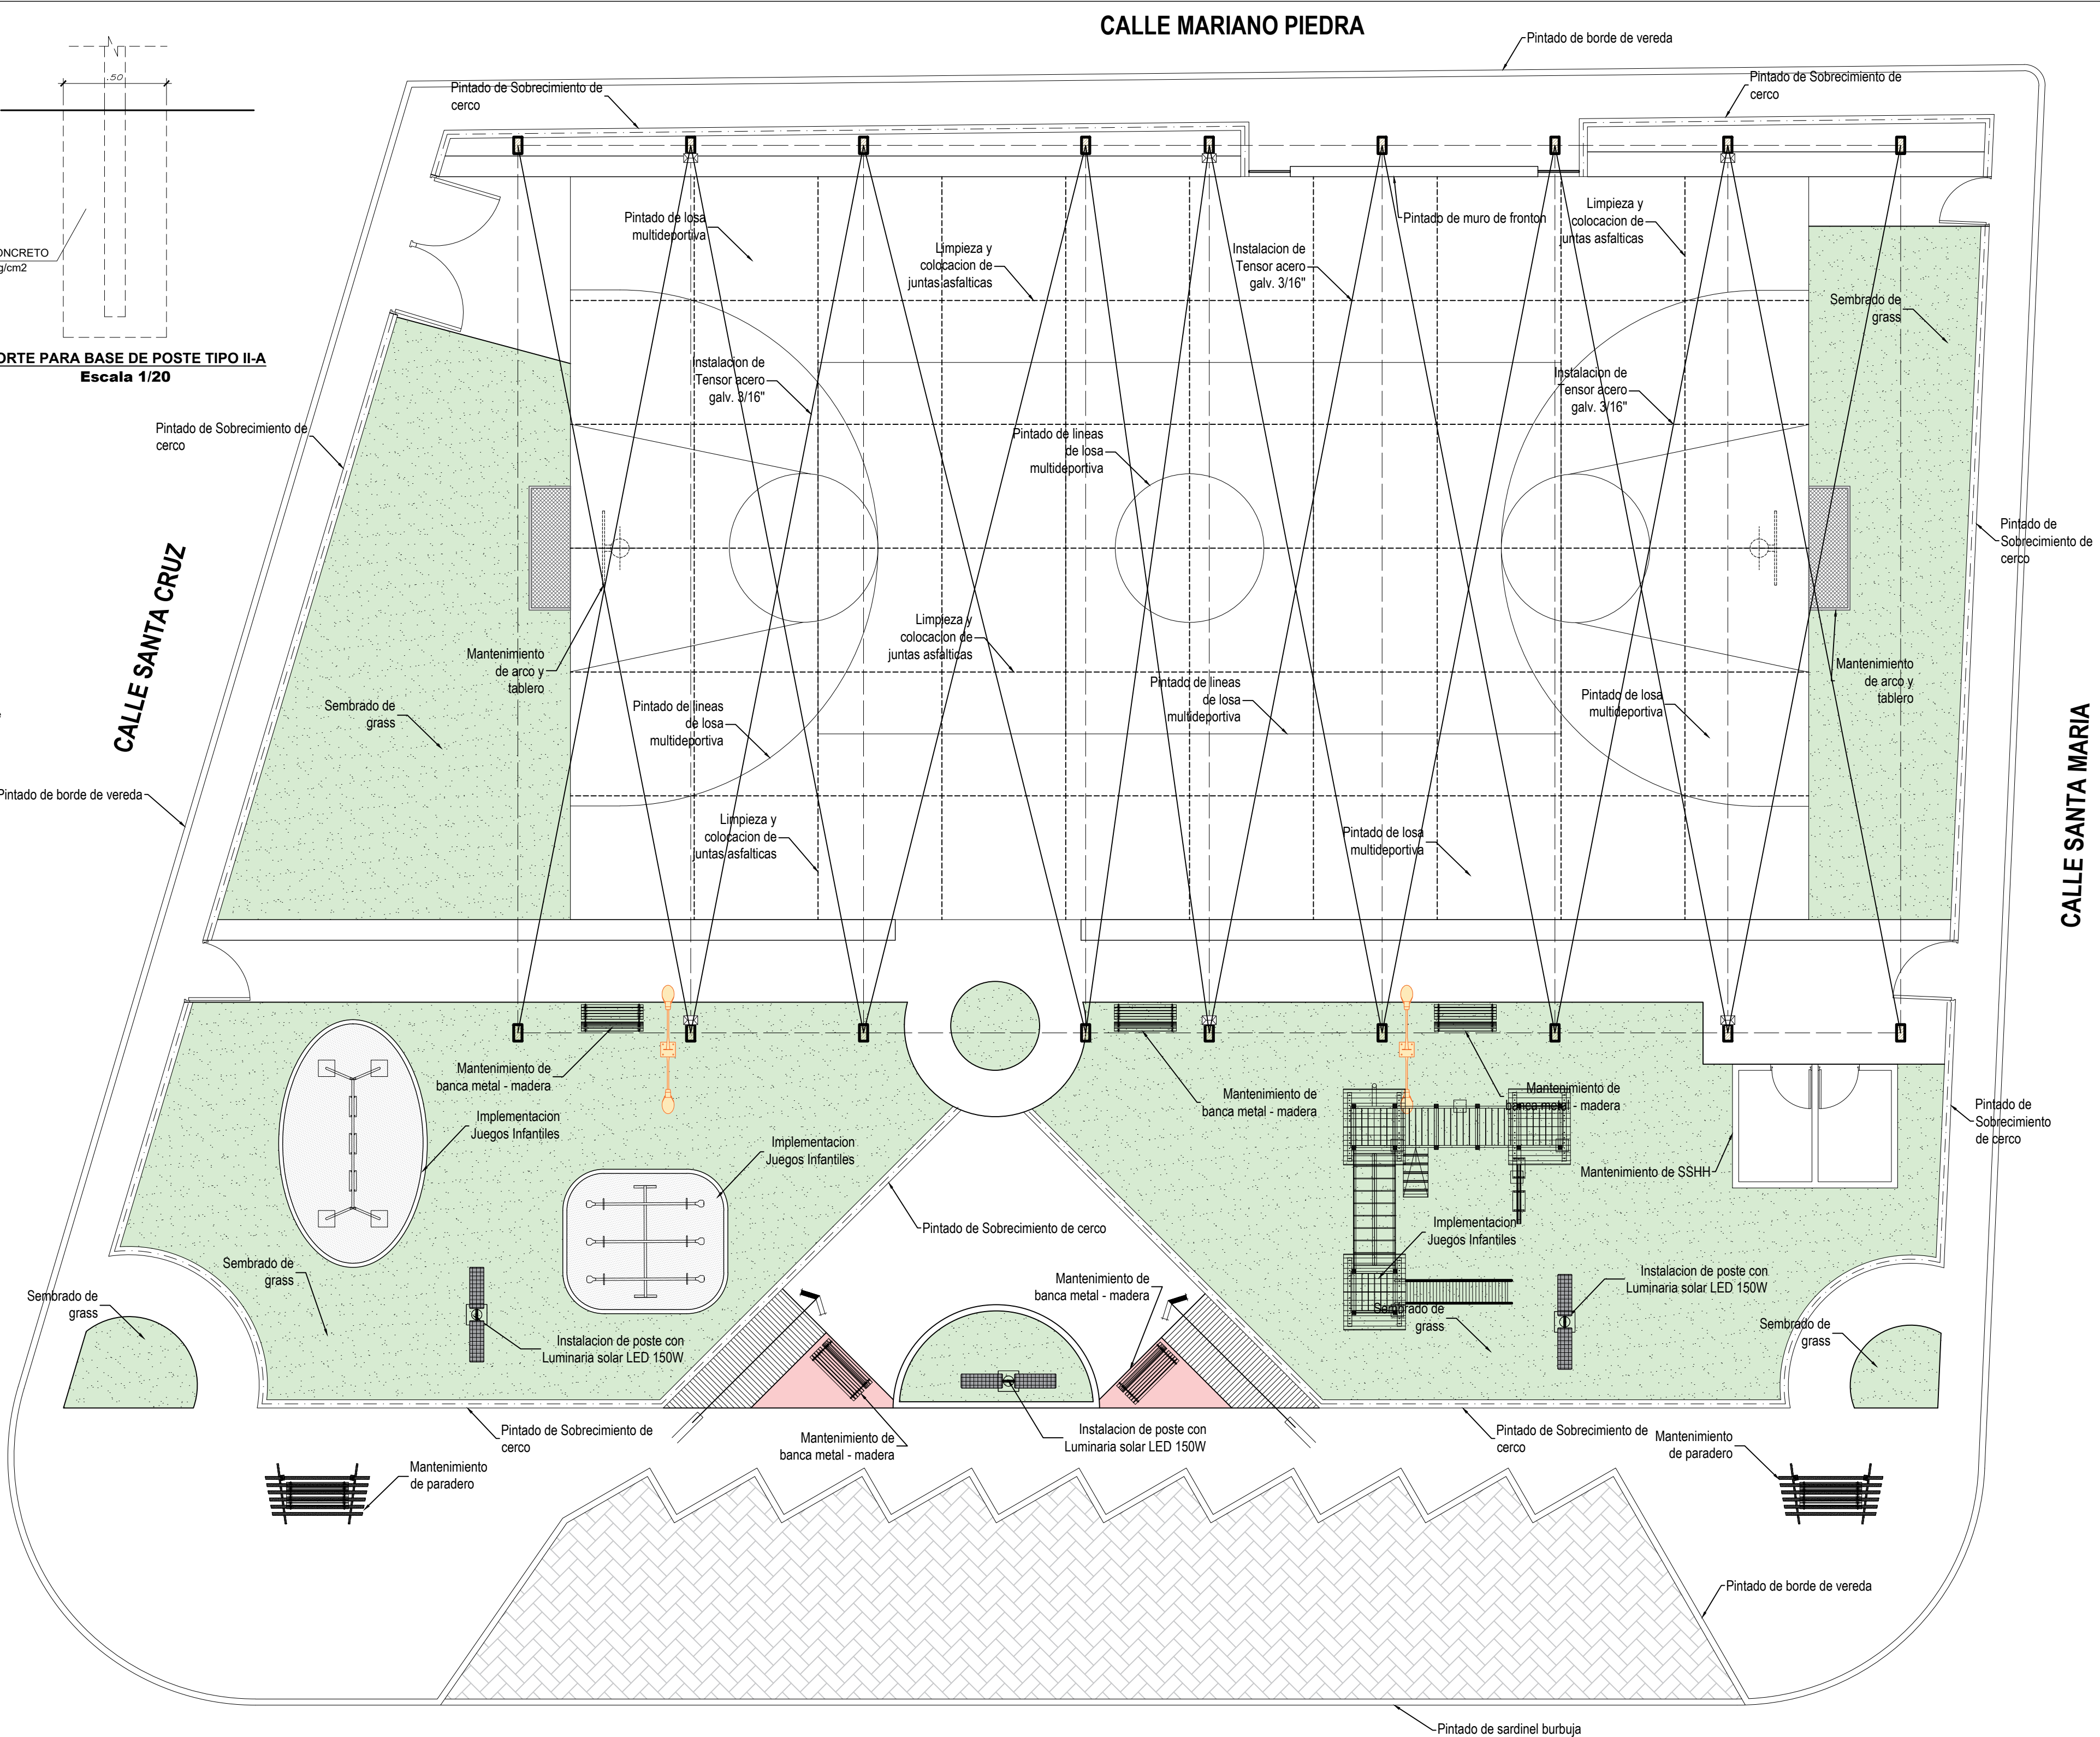 CALLE MARIANO PIEDRA
Pintado de borde de vereda
Pintado de Sobrecimiento de
cerco
Pintado de Sobrecimiento de
cerco
.50
g/cm2
BASE DE POSTE TIPO II-A
PARA
Escala 1/20
Pintado de losa
multideportiva
Limpieza y
colocacion de
juntas asfalticas
Instalacion de
Tensor acero
galv. 3/16"
Pintado de muro de fronton
Limpieza y
colocacion de
juntas asfalticas
Sembrado de
grass
Instalacion de
Tensor acero
galv. 3/16"
Instalacion de
Tensor acero
galv. 3/16"
Pintado de Sobrecimiento de
cerco
Pintado de lineas
de losa
multideportiva
Pintado de
Sobrecimiento de
cerco
CALLE SANTA CRUZ
Mantenimiento
de arco y
tablero
Limpieza y
colocacion de
juntas asfalticas
Mantenimiento
de arco y
tablero
Sembrado de
grass
Pintado de lineas
de losa
multideportiva
Pintado de lineas
de losa
multideportiva
Pintado de losa
multideportiva
CALLE SANTA MARIA
Pintado de borde de vereda
Limpieza y
colocacion de
juntas asfalticas
Pintado de losa
multideportiva
Mantenimiento de
banca metal - madera
Mantenimiento de
banca metal - madera
Mantenimiento de
banca metal - madera
Implementacion
Juegos Infantiles
Implementacion
Juegos Infantiles
Pintado de
Sobrecimiento
de cerco
Mantenimiento de SSHH
Pintado de Sobrecimiento de cerco
Implementacion
Juegos Infantiles
Sembrado de
grass
Sembrado de
grass
Mantenimiento de
banca metal - madera
Instalacion de poste con
Luminaria solar LED 150W
Sembrado de
grass
Sembrado de
grass
Instalacion de poste con
Luminaria solar LED 150W
Pintado de Sobrecimiento de
cerco
Mantenimiento de
banca metal - madera
Instalacion de poste con
Luminaria solar LED 150W
Pintado de Sobrecimiento de
cerco
Mantenimiento
de paradero
Mantenimiento
de paradero
Pintado de borde de vereda
Pintado de sardinel burbuja